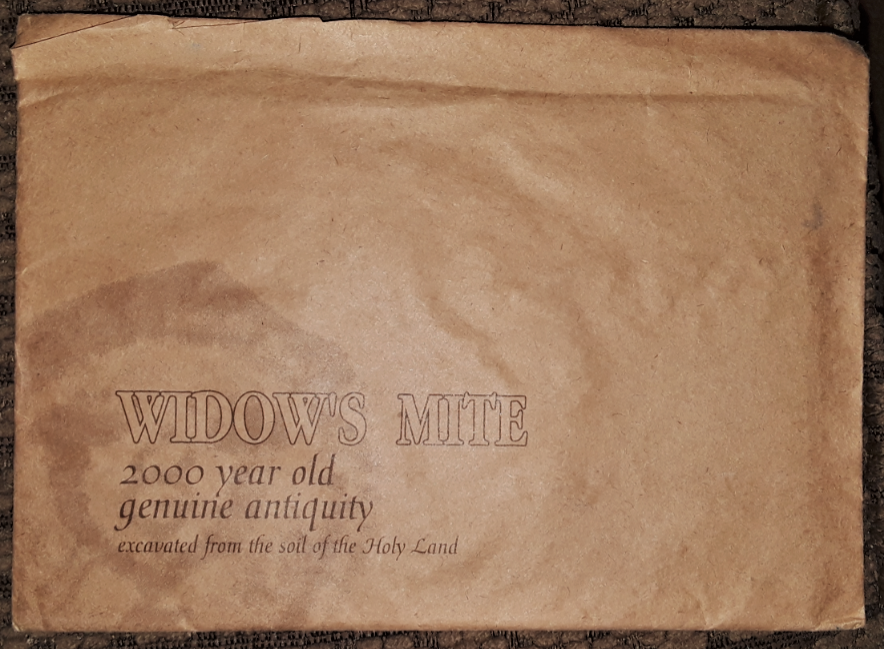 WIDOW'S MITE
2000 year old
genuine antiquity
excavated from the soil of the Holy Land